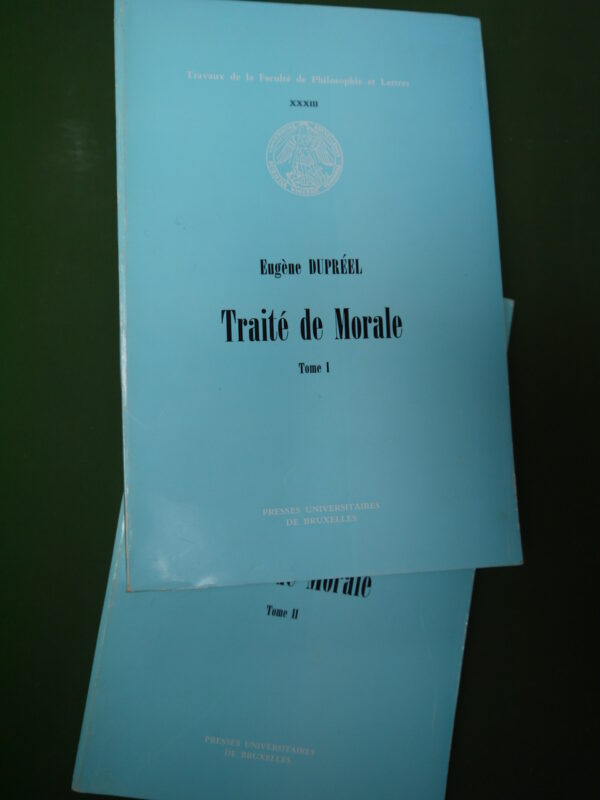 Travaux de la Faculté de Philosophie et Lettres
XXXIII
Eugène DUPRÉEL
Traité de Morale
Tome I
PRESSES UNIVERSITAIRES
DE BRUXELLES
de Morale
Tome II
PRESSES UNIVERSITAIRES
DE BRUXELLES